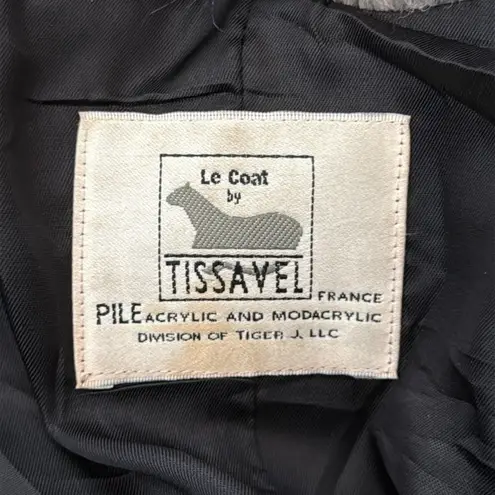 Le Coat
by
TISSAVEL
FRANCE
PILE ACRYLIC AND MODACRYLIC
DIVISION OF TIGER J. LLC